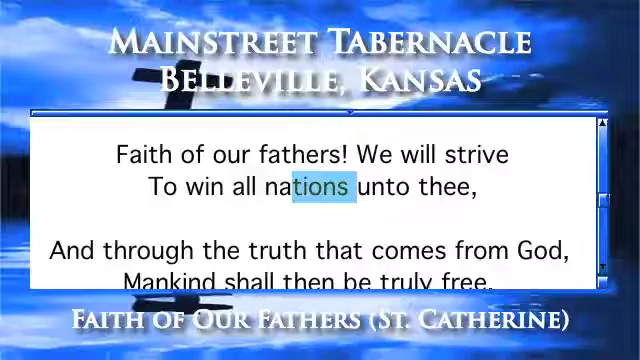 MAINSTREET TABERNACLE
BELLEVILLE, KANSAS
Faith of our fathers! We will strive
To win all nations unto thee,
And through the truth that comes from God,
Mankind shall then be truly free.
FAITH OF OUR FATHERS (ST. CATHERINE)